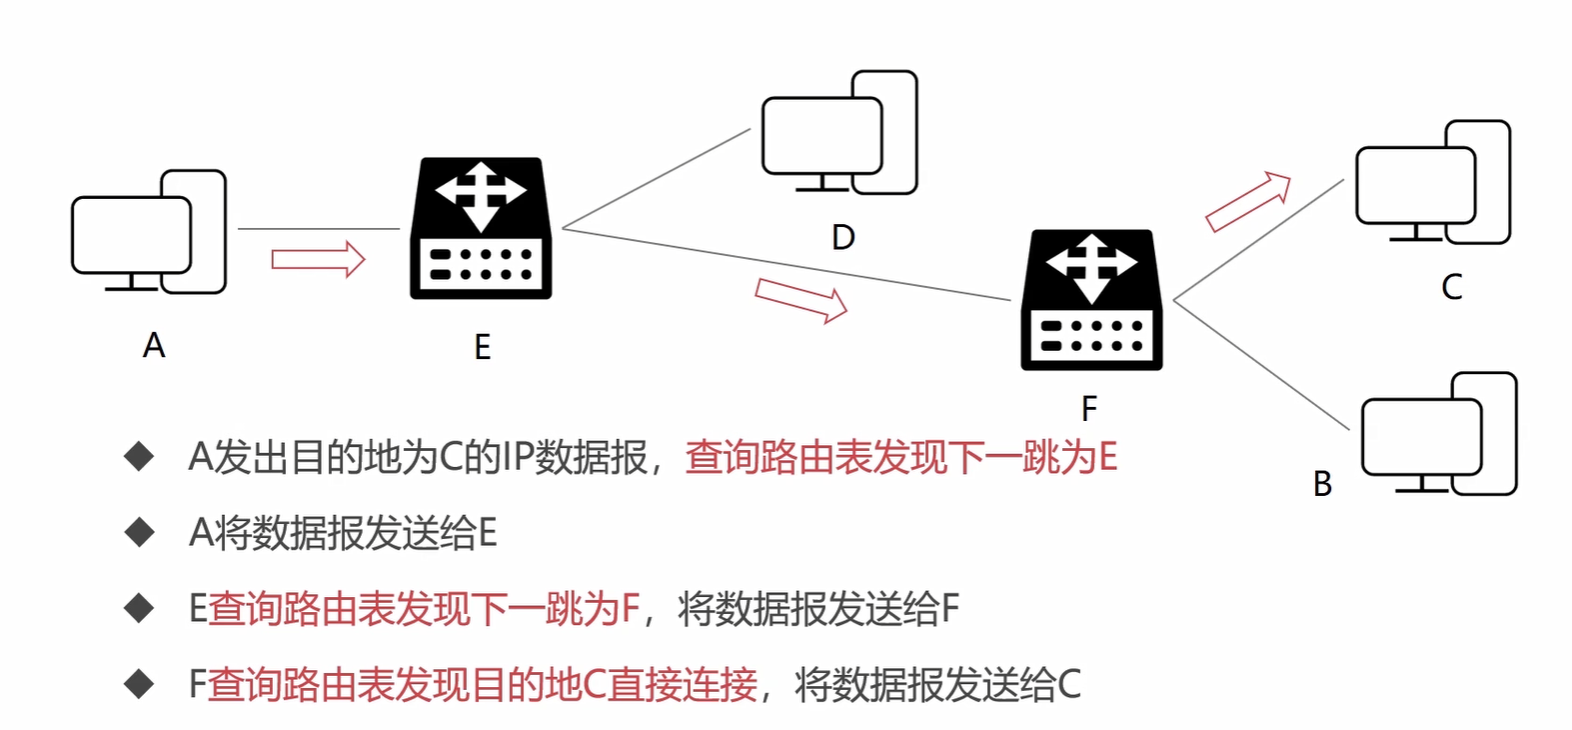 D
C
A
E
F
B
A发出目的地为C的IP数据报，查询路由表发现下一跳为E
A将数据报发送给E
E查询路由表发现下一跳为F，将数据报发送给F
F查询路由表发现目的地C直接连接，将数据报发送给C